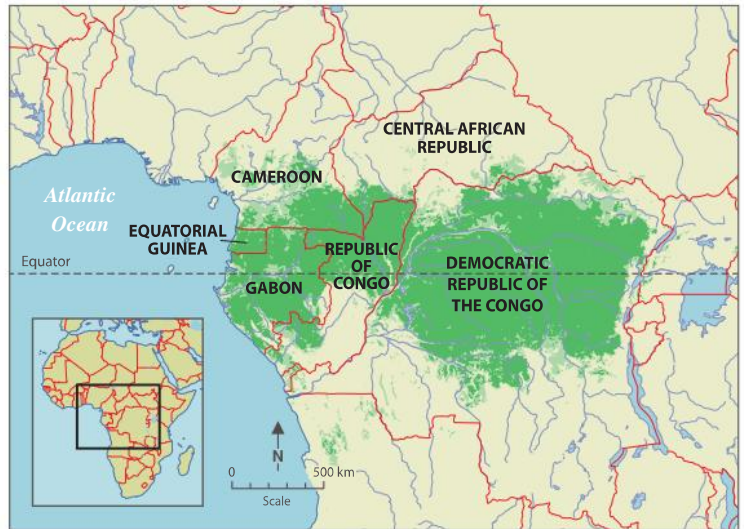 CENTRAL AFRICAN
REPUBLIC
CAMEROON
Atlantic
Ocean
EQUATORIAL
GUINEA
REPUBLIC
OF
CONGO
Equator
GABON
DEMOCRATIC
REPUBLIC OF
THE CONGO
N
0 500 km
Scale